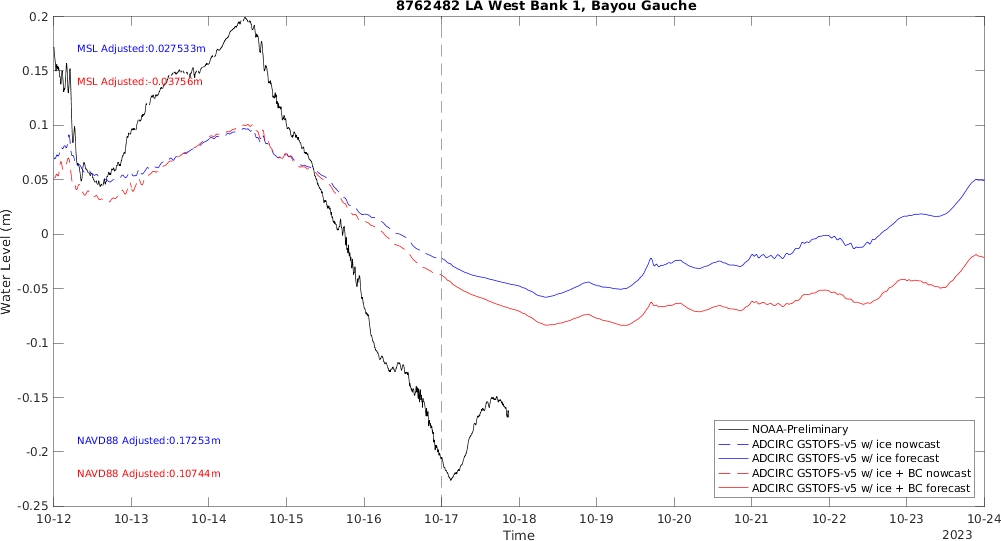 8762482 LA West Bank 1, Bayou Gauche
0.2
0.15
0.1
0.05
0
-0.05
-0.1
-0.15
-0.2
-0.25
Water Level (m)
MSL Adjusted:0.027533m
MSL Adjusted:-0.03756m
NAVD88 Adjusted:0.17253m
NAVD88 Adjusted:0.10744m
NOAA-Preliminary
ADCIRC GSTOFS-v5 w/ ice nowcast
ADCIRC GSTOFS-v5 w/ ice forecast
ADCIRC GSTOFS-v5 w/ ice + BC nowcast
ADCIRC GSTOFS-v5 w/ ice + BC forecast
10-12 10-13 10-14 10-15 10-16 10-17 10-18 10-19 10-20 10-21 10-22 10-23 10-24
Time
2023